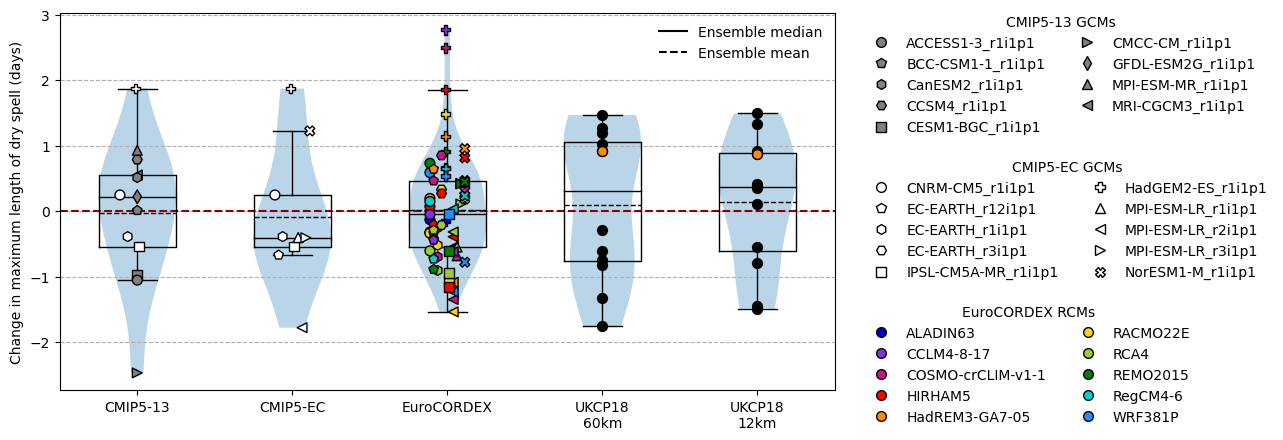 Change in maximum length of dry spell (days)
3
2
1
0
−1
−2
Ensemble median
Ensemble mean
CMIP5-13
CMIP5-EC
EuroCORDEX
UKCP18
60km
UKCP18
12km
CMIP5-13 GCMs
ACCESS1-3_r1i1p1
BCC-CSM1-1_r1i1p1
CanESM2_r1i1p1
CCSM4_r1i1p1
CESM1-BGC_r1i1p1
CMCC-CM_r1i1p1
GFDL-ESM2G_r1i1p1
MPI-ESM-MR_r1i1p1
MRI-CGCM3_r1i1p1
CMIP5-EC GCMs
CNRM-CM5_r1i1p1
EC-EARTH_r12i1p1
EC-EARTH_r1i1p1
EC-EARTH_r3i1p1
IPSL-CM5A-MR_r1i1p1
HadGEM2-ES_r1i1p1
MPI-ESM-LR_r1i1p1
MPI-ESM-LR_r2i1p1
MPI-ESM-LR_r3i1p1
NorESM1-M_r1i1p1
EuroCORDEX RCMs
ALADIN63
CCLM4-8-17
COSMO-crCLIM-v1-1
HIRHAM5
HadREM3-GA7-05
RACMO22E
RCA4
REMO2015
RegCM4-6
WRF381P